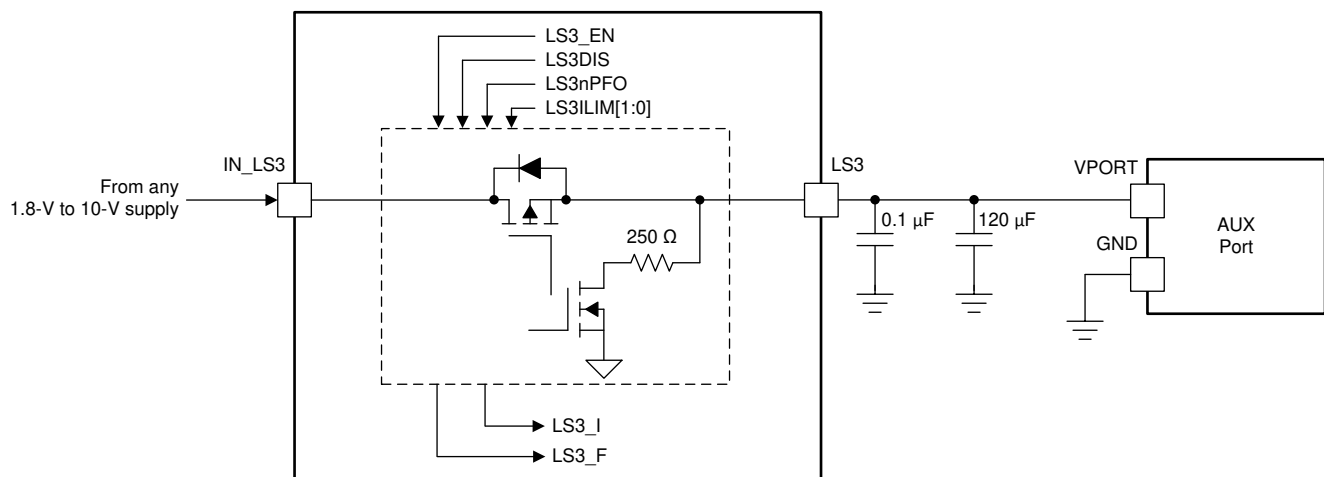 LS3_EN
LS3DIS
LS3nPFO
LS3ILIM[1:0]
IN_LS3
LS3
VPORT
From any
1.8-V to 10-V supply
0.1 µF
120 µF
AUX
Port
250 Ω
GND
LS3_I
LS3_F